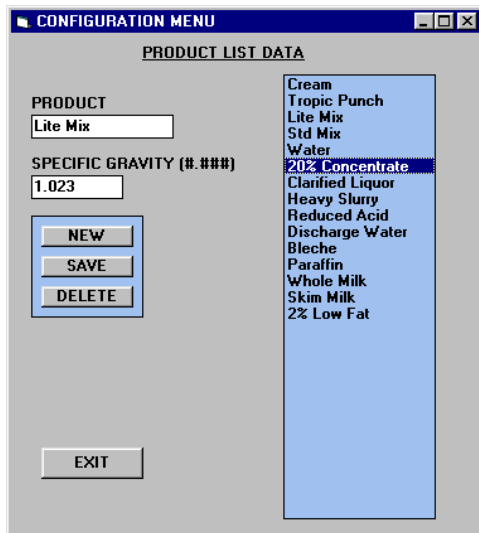 CONFIGURATION MENU
PRODUCT LIST DATA
PRODUCT
Lite Mix
SPECIFIC GRAVITY (#.###)
1.023
NEW
SAVE
DELETE
EXIT
Cream
Tropic Punch
Lite Mix
Std Mix
Water
20% Concentrate
Clarified Liquor
Heavy Slurry
Reduced Acid
Discharge Water
Bleche
Paraffin
Whole Milk
Skim Milk
2% Low Fat